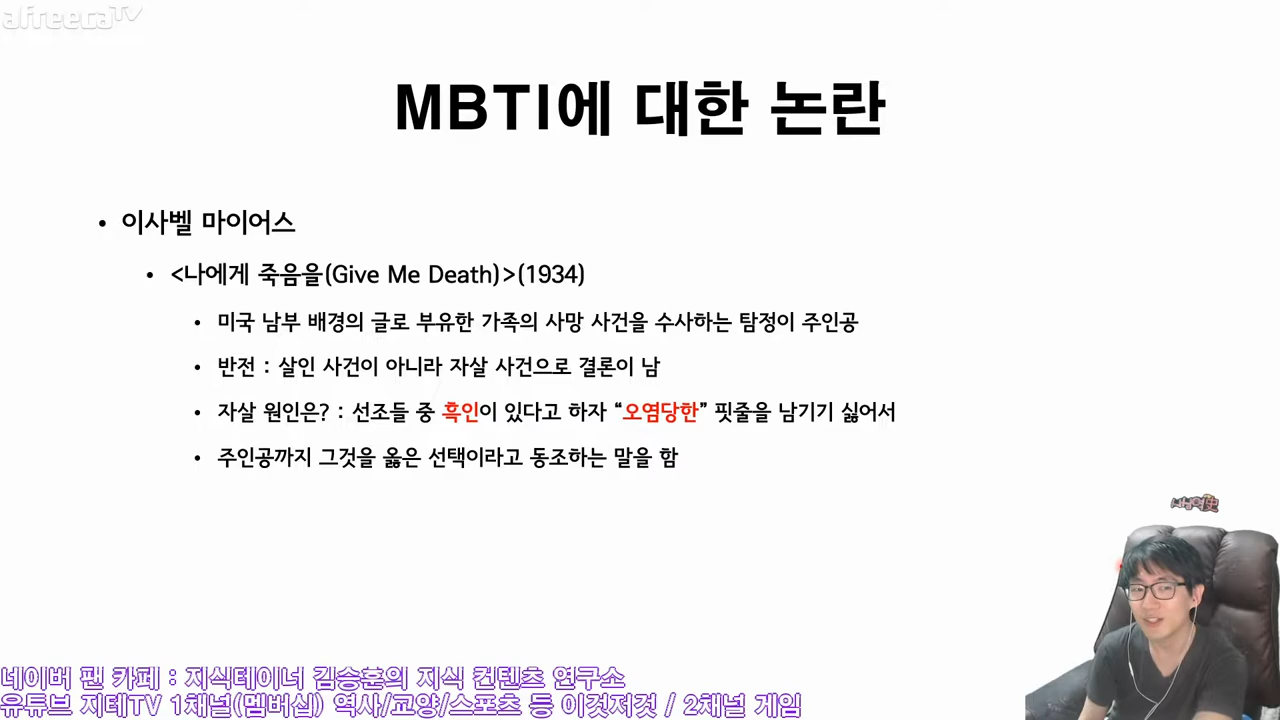 afreecaTV
MBTI에 대한 논란
• 이사벨 마이어스
• <나에게 죽음을(Give Me Death)>(1934)
• 미국 남부 배경의 글로 부유한 가족의 사망 사건을 수사하는 탐정이 주인공
• 반전 : 살인 사건이 아니라 자살 사건으로 결론이 남
• 자살 원인은? : 선조들 중 흑인이 있다고 하자 “오염당한” 핏줄을 남기기 싫어서
• 주인공까지 그것을 옳은 선택이라고 동조하는 말을 함
네이버 팬 카페 : 지식테이너 김승훈의 지식 컨텐츠 연구소
유튜브 지테TV 1채널(멤버십) 역사/교양/스포츠 등 이것저것 / 2채널 게임